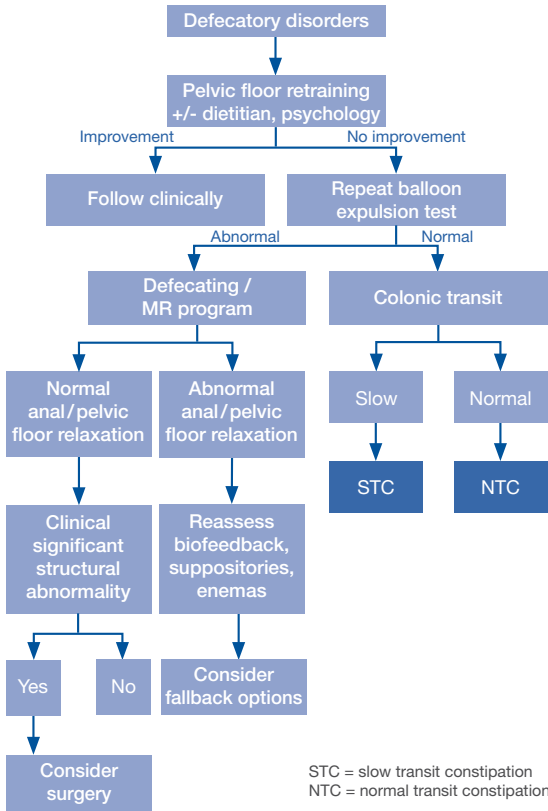 Defecatory disorders
Pelvic floor retraining
+/- dietitian, psychology
Improvement
No improvement
Follow clinically
Repeat balloon
expulsion test
Abnormal
Normal
Defecating /
MR program
Colonic transit
Normal
anal/pelvic
floor relaxation
Abnormal
anal/pelvic
floor relaxation
Slow
Normal
STC
NTC
Clinical
significant
structural
abnormality
Reassess
biofeedback,
suppositories,
enemas
Yes
No
Consider
fallback options
Consider
surgery
STC = slow transit constipation
NTC = normal transit constipation